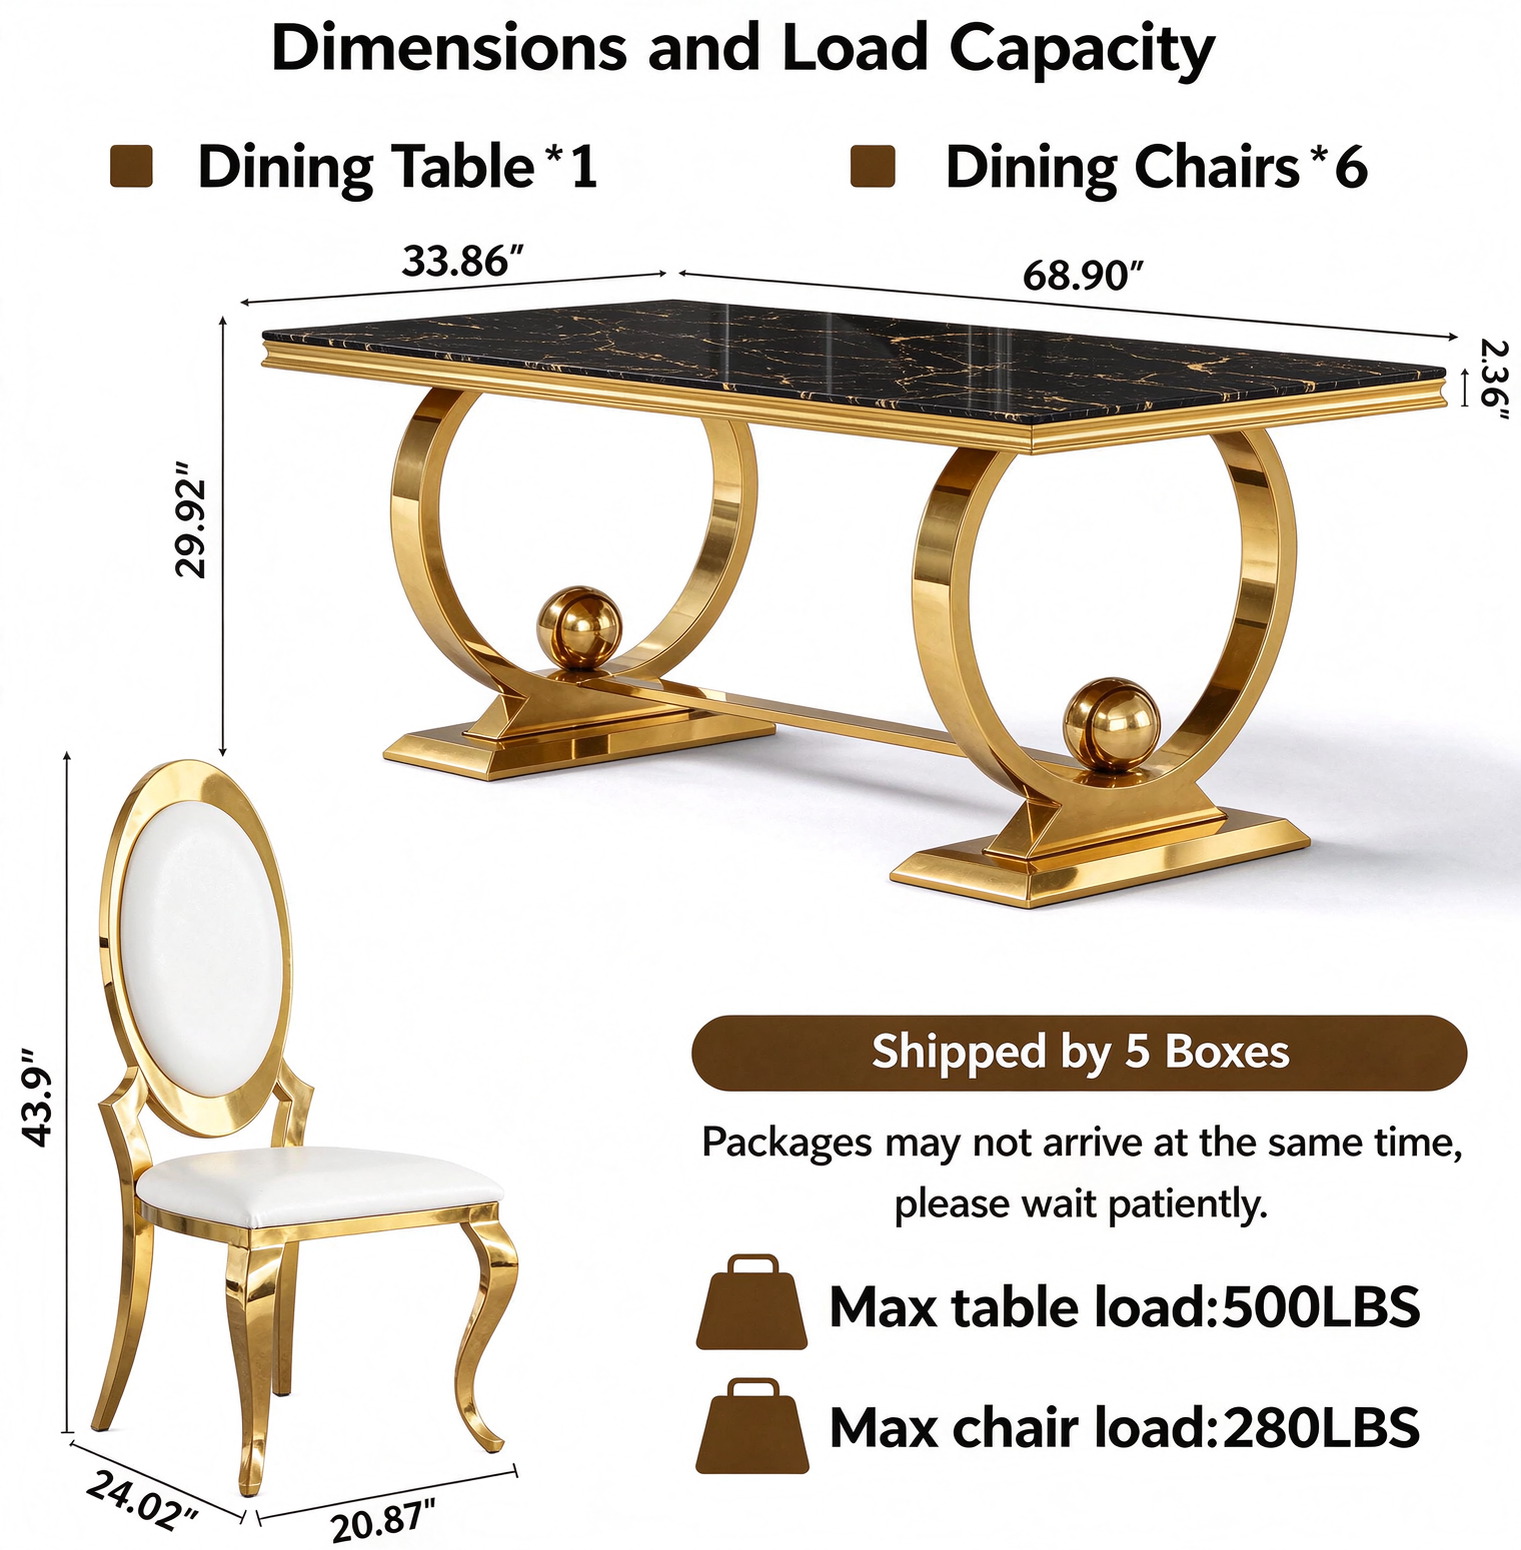 Dimensions and Load Capacity
Dining Table*1
Dining Chairs*6
33.86"
68.90"
2.36"
29.92"
43.9"
24.02"
20.87"
Shipped by 5 Boxes
Packages may not arrive at the same time,
please wait patiently.
Max table load:500LBS
Max chair load:280LBS